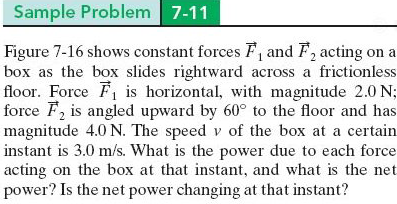 Sample Problem 7-11
Figure 7-16 shows constant forces F⃗₁ and F⃗₂ acting on a
box as the box slides rightward across a frictionless
floor. Force F⃗₁ is horizontal, with magnitude 2.0 N;
force F⃗₂ is angled upward by 60° to the floor and has
magnitude 4.0 N. The speed v of the box at a certain
instant is 3.0 m/s. What is the power due to each force
acting on the box at that instant, and what is the net
power? Is the net power changing at that instant?